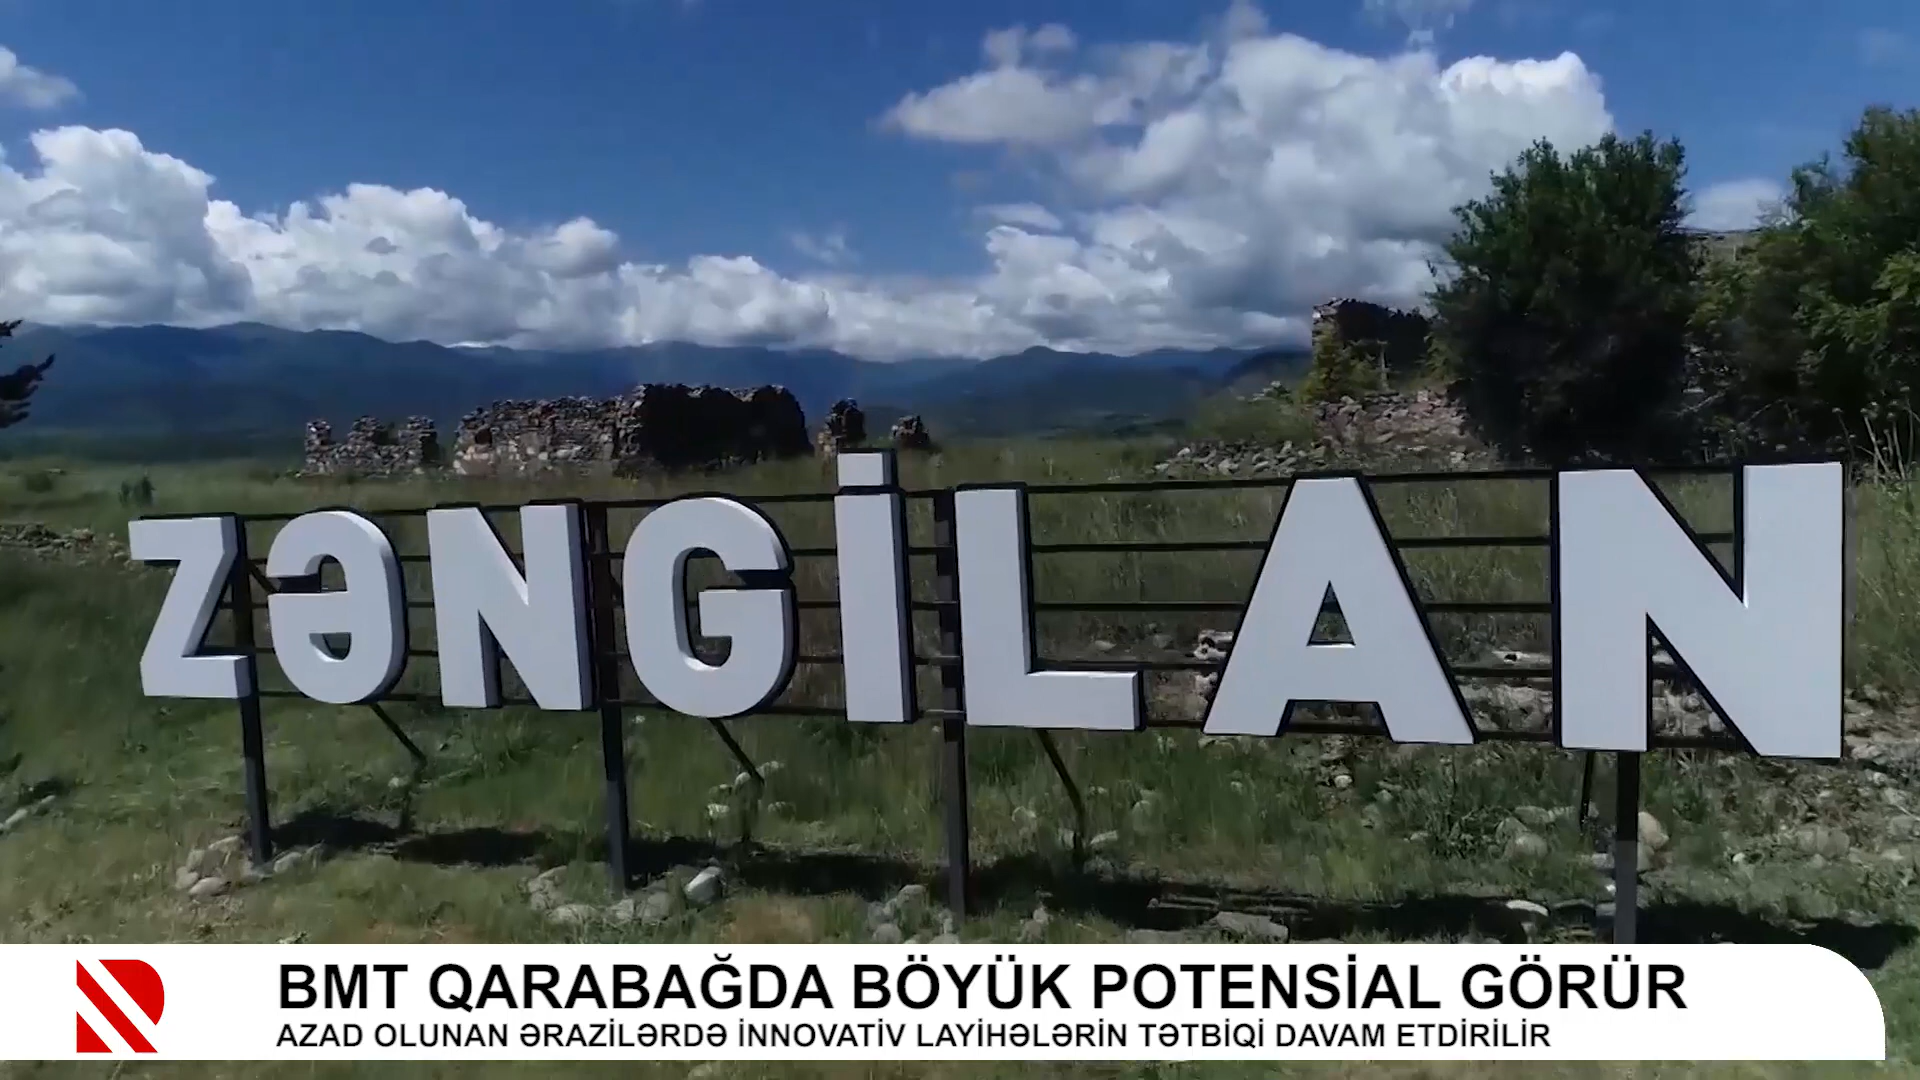 ZƏNGİLAN
BMT QARABAĞDA BÖYÜK POTENSİAL GÖRÜR
AZAD OLUNAN ƏRAZİLƏRDƏ İNNOVATİV LAYİHƏLƏRİN TƏTBİQİ DAVAM ETDİRİLİR